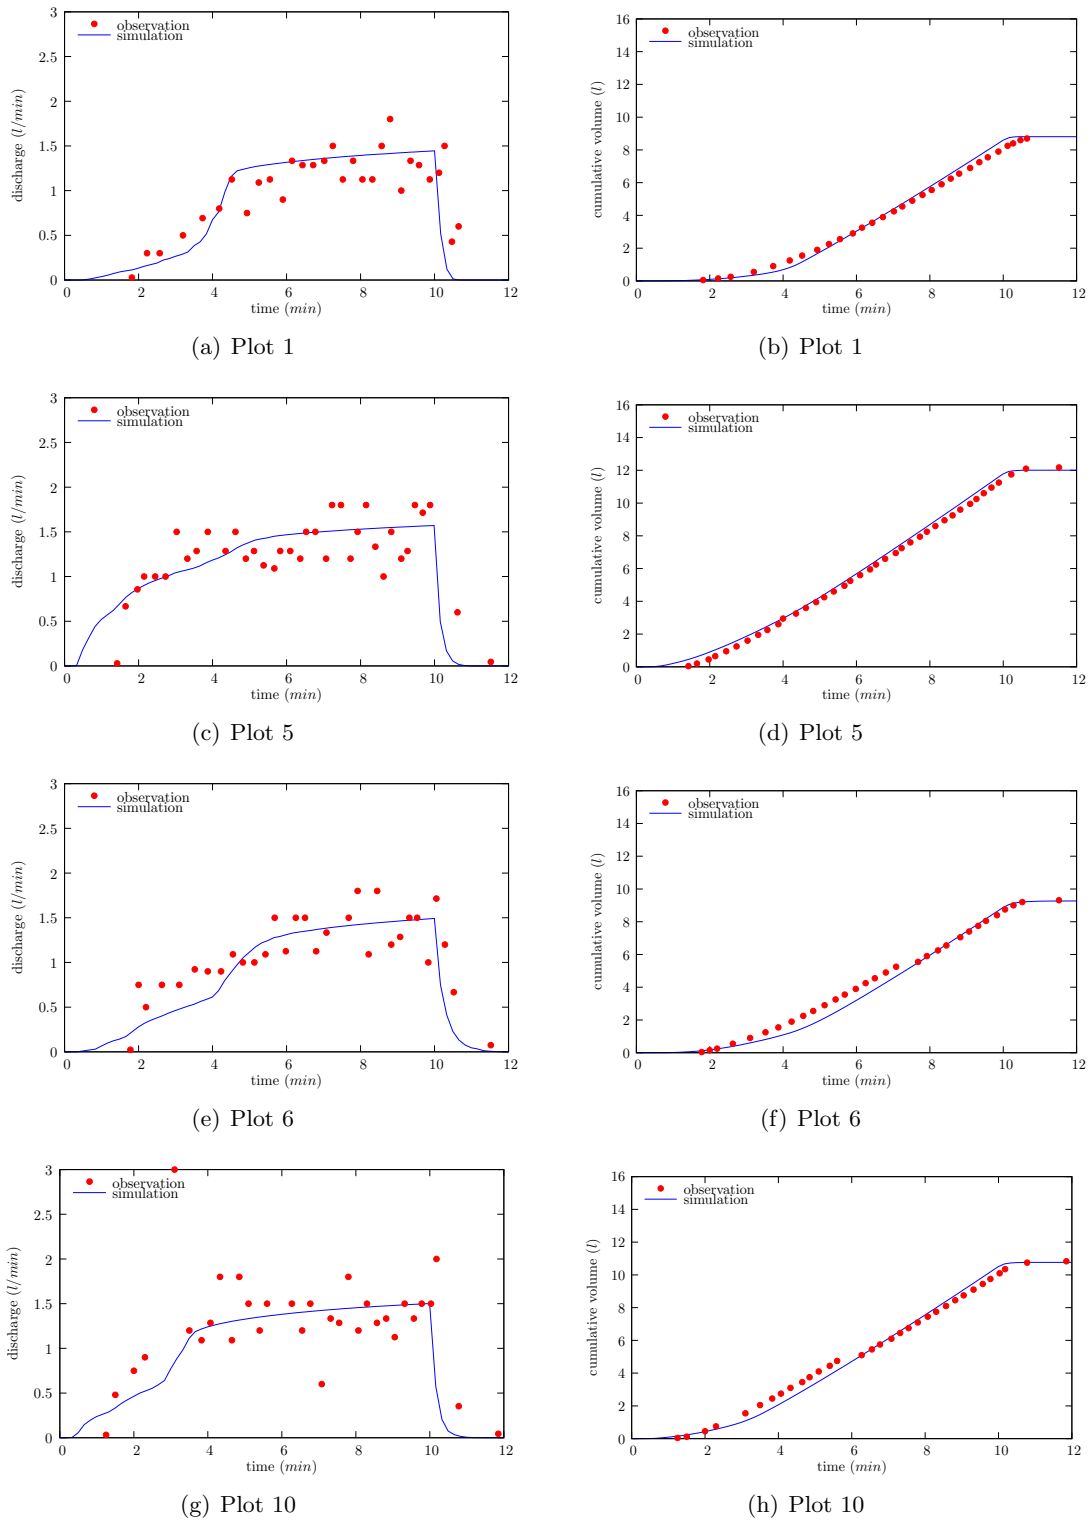 3
2.5
2
1.5
1
0.5
0
0 2 4 6 8 10 12
discharge (l/min)
time (min)
observation
simulation
(a) Plot 1
16
14
12
10
8
6
4
2
0
0 2 4 6 8 10 12
cumulative volume (l)
time (min)
observation
simulation
(b) Plot 1
3
2.5
2
1.5
1
0.5
0
0 2 4 6 8 10 12
discharge (l/min)
time (min)
observation
simulation
(c) Plot 5
16
14
12
10
8
6
4
2
0
0 2 4 6 8 10 12
cumulative volume (l)
time (min)
observation
simulation
(d) Plot 5
3
2.5
2
1.5
1
0.5
0
0 2 4 6 8 10 12
discharge (l/min)
time (min)
observation
simulation
(e) Plot 6
16
14
12
10
8
6
4
2
0
0 2 4 6 8 10 12
cumulative volume (l)
time (min)
observation
simulation
(f) Plot 6
3
2.5
2
1.5
1
0.5
0
0 2 4 6 8 10 12
discharge (l/min)
time (min)
observation
simulation
(g) Plot 10
16
14
12
10
8
6
4
2
0
0 2 4 6 8 10 12
cumulative volume (l)
time (min)
observation
simulation
(h) Plot 10